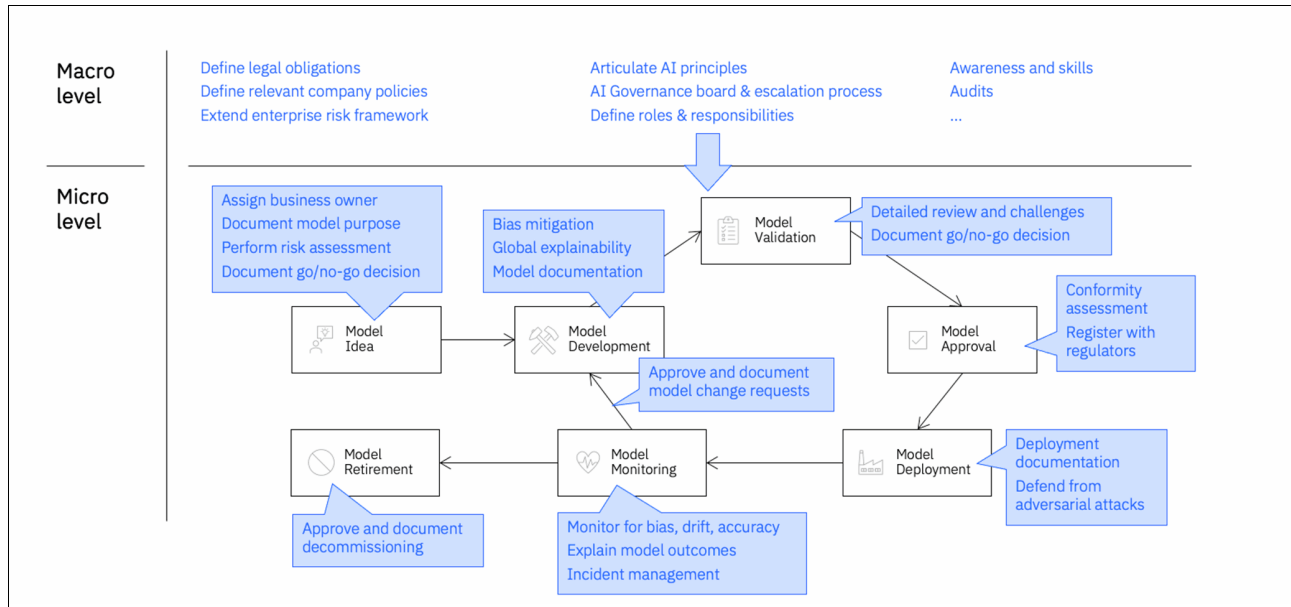 Macro
level
Define legal obligations
Define relevant company policies
Extend enterprise risk framework
Articulate AI principles
AI Governance board & escalation process
Define roles & responsibilities
Awareness and skills
Audits
...
Micro
level
Assign business owner
Document model purpose
Perform risk assessment
Document go/no-go decision
Bias mitigation
Global explainability
Model documentation
Model
Validation
Detailed review and challenges
Document go/no-go decision
Model
Idea
Model
Development
Model
Approval
Conformity
assessment
Register with
regulators
Approve and document
model change requests
Model
Retirement
Model
Monitoring
Model
Deployment
Deployment
documentation
Defend from
adversarial attacks
Approve and document
decommissioning
Monitor for bias, drift, accuracy
Explain model outcomes
Incident management